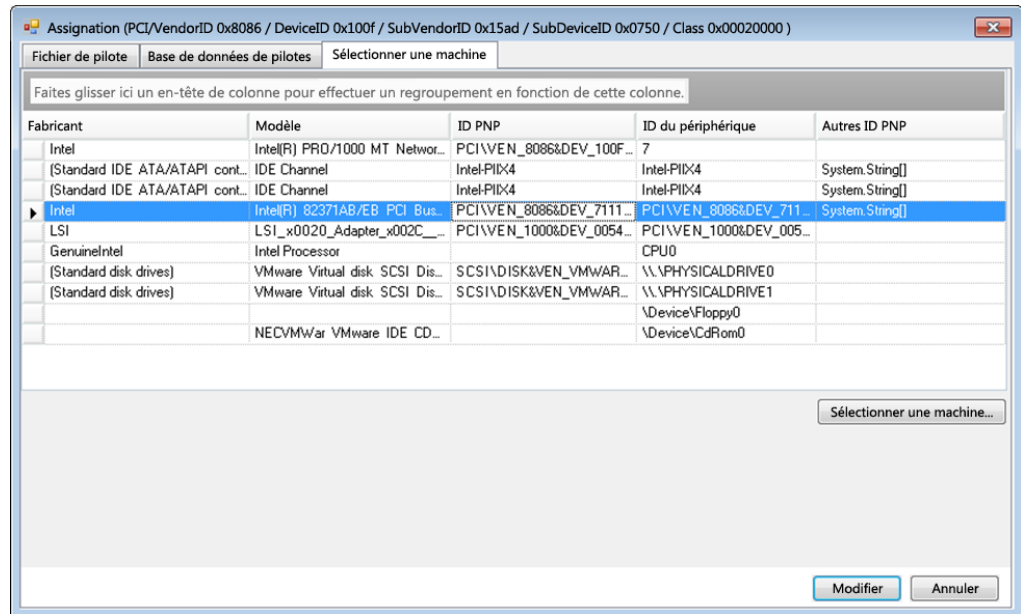 Assignation (PCI/VendorID 0x8086 / DeviceID 0x100f / SubVendorID 0x15ad / SubDeviceID 0x0750 / Class 0x00020000 )
Fichier de pilote Base de données de pilotes Sélectionner une machine
Faites glisser ici un en-tête de colonne pour effectuer un regroupement en fonction de cette colonne.
Fabricant Modèle ID PNP ID du périphérique Autres ID PNP
Intel Intel(R) PRO/1000 MT Networ... PCI\VEN_8086&DEV_100F... 7
(Standard IDE ATA/ATAPI cont... IDE Channel Intel-PIIX4 Intel-PIIX4 System.String[]
(Standard IDE ATA/ATAPI cont... IDE Channel Intel-PIIX4 Intel-PIIX4 System.String[]
Intel Intel(R) 82371AB/EB PCI Bus... PCI\VEN_8086&DEV_7111... PCI\VEN_8086&DEV_711... System.String[]
LSI LSI_x0020_Adapter_x002C__... PCI\VEN_1000&DEV_0054... PCI\VEN_1000&DEV_005...
GenuineIntel Intel Processor CPU0
(Standard disk drives) VMware Virtual disk SCSI Dis... SCSI\DISK&VEN_VMWAR... \\.\PHYSICALDRIVE0
(Standard disk drives) VMware Virtual disk SCSI Dis... SCSI\DISK&VEN_VMWAR... \\.\PHYSICALDRIVE1
\Device\Floppy0
NECVMWar VMware IDE CD... \Device\CdRom0
Sélectionner une machine...
Modifier Annuler